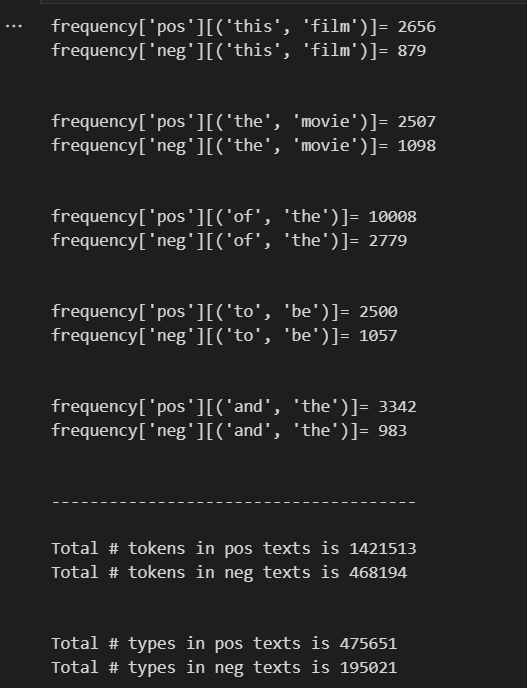 ...
frequency['pos'][('this', 'film')]= 2656
frequency['neg'][('this', 'film')]= 879
frequency['pos'][('the', 'movie')]= 2507
frequency['neg'][('the', 'movie')]= 1098
frequency['pos'][('of', 'the')]= 10008
frequency['neg'][('of', 'the')]= 2779
frequency['pos'][('to', 'be')]= 2500
frequency['neg'][('to', 'be')]= 1057
frequency['pos'][('and', 'the')]= 3342
frequency['neg'][('and', 'the')]= 983
--------------------------------------
Total # tokens in pos texts is 1421513
Total # tokens in neg texts is 468194
Total # types in pos texts is 475651
Total # types in neg texts is 195021